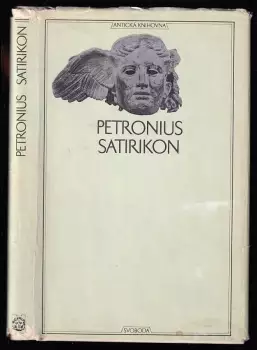 PETRONIUS SATIRIKON
ANTICKÁ KNIHOVNA
PETRONIUS
SATIRIKON
SVOBODA